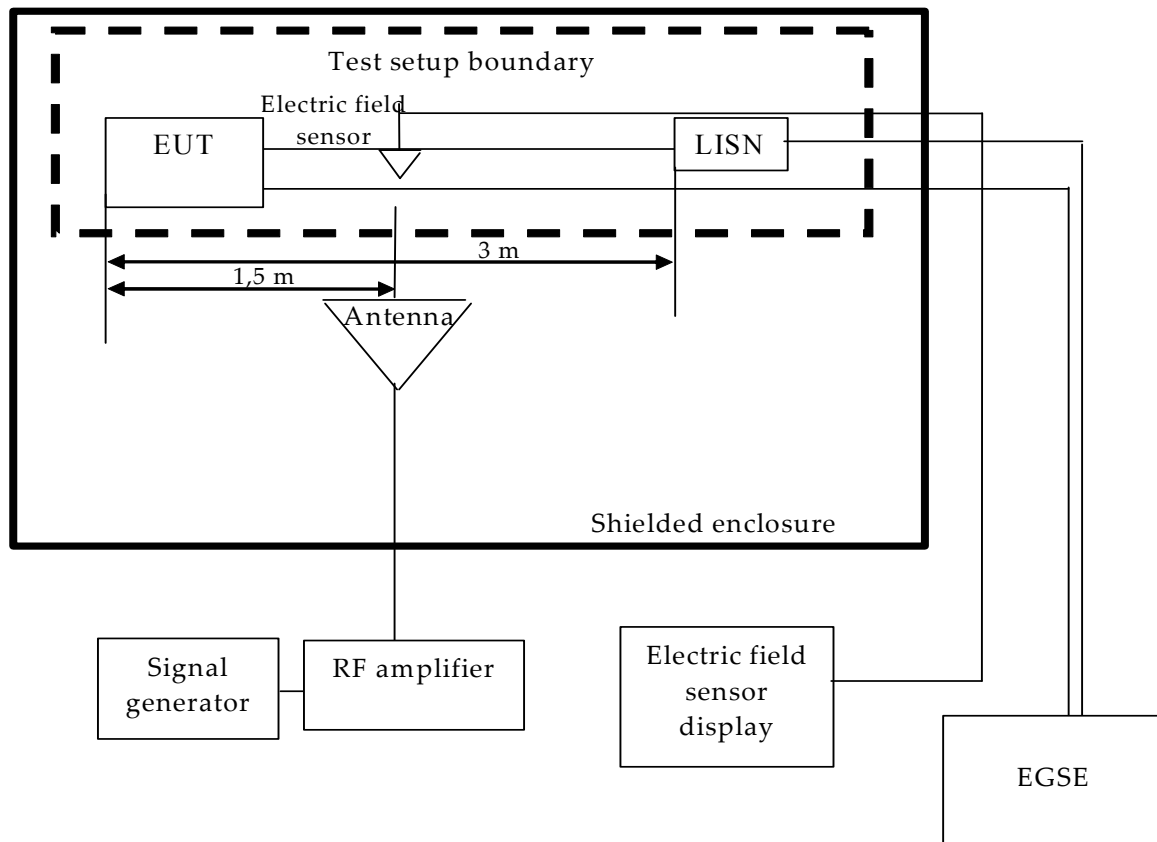 Test setup boundary
Electric field
sensor
EUT
LISN
3 m
1,5 m
Antenna
Shielded enclosure
Signal
generator
RF amplifier
Electric field
sensor
display
EGSE